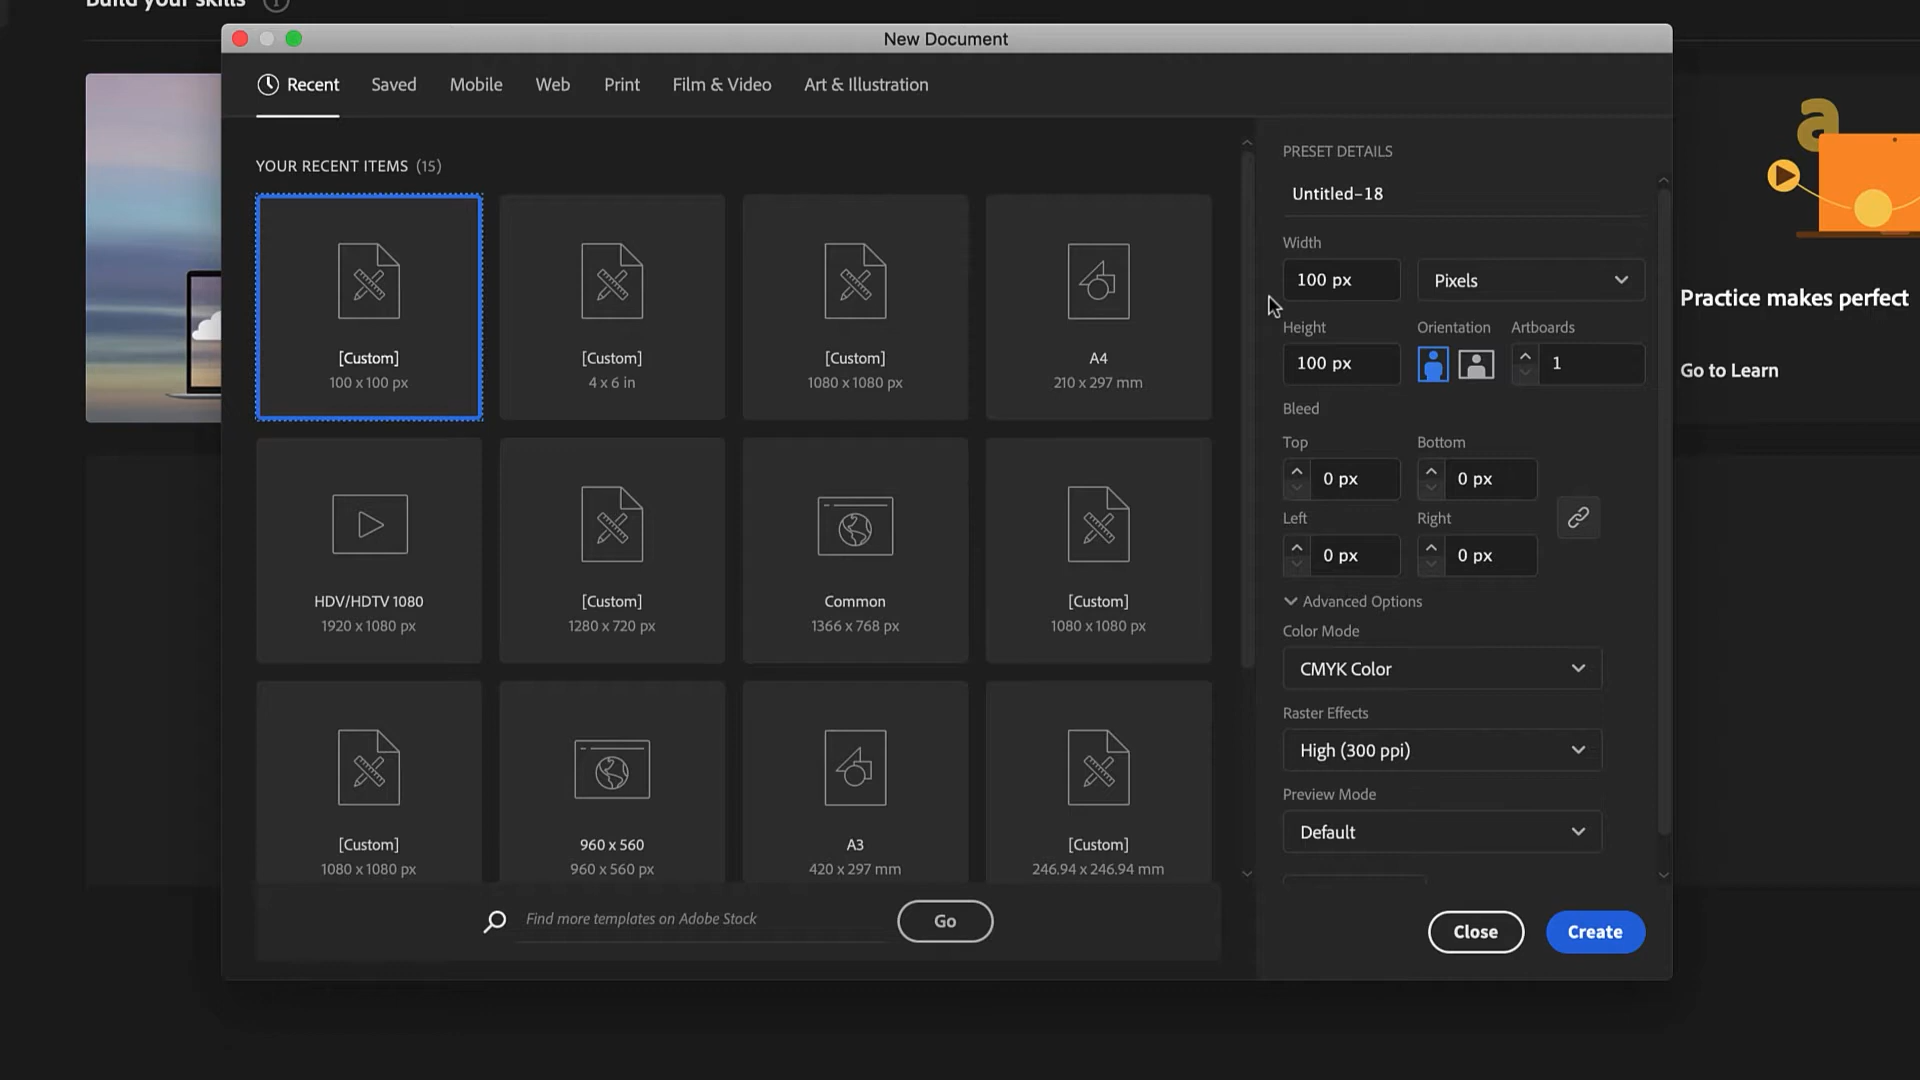 Build your skills
New Document
Recent Saved Mobile Web Print Film & Video Art & Illustration
YOUR RECENT ITEMS (15)
[Custom]
100 x 100 px
[Custom]
4 x 6 in
[Custom]
1080 x 1080 px
A4
210 x 297 mm
HDV/HDTV 1080
1920 x 1080 px
[Custom]
1280 x 720 px
Common
1366 x 768 px
[Custom]
1080 x 1080 px
[Custom]
1080 x 1080 px
960 x 560
960 x 560 px
A3
420 x 297 mm
[Custom]
246.94 x 246.94 mm
Find more templates on Adobe Stock
Go
PRESET DETAILS
Untitled-18
Width
100 px Pixels
Height Orientation Artboards
100 px 1
Bleed
Top Bottom
0 px 0 px
Left Right
0 px 0 px
Advanced Options
Color Mode
CMYK Color
Raster Effects
High (300 ppi)
Preview Mode
Default
Close Create
a
Practice makes perfect
Go to Learn